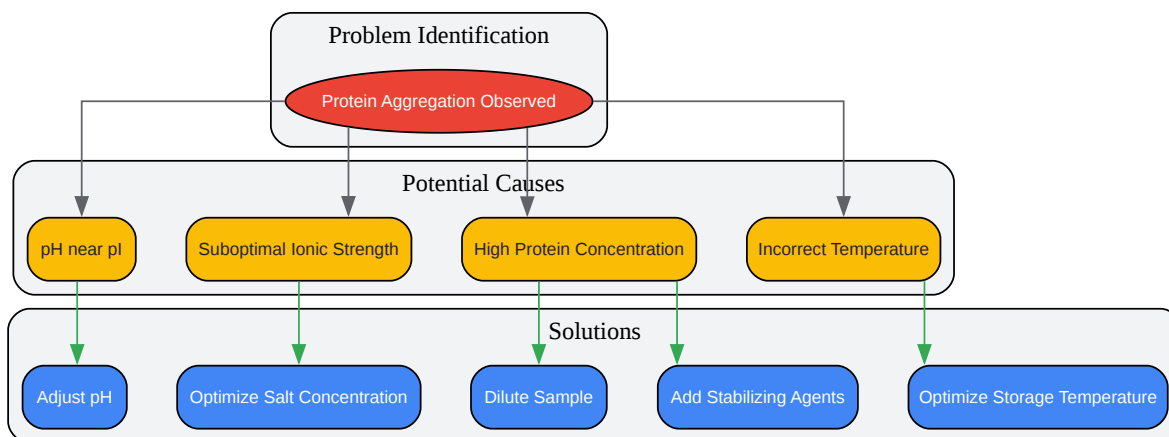 Problem Identification
Protein Aggregation Observed
Potential Causes
pH near pI
Suboptimal Ionic Strength
High Protein Concentration
Incorrect Temperature
Solutions
Adjust pH
Optimize Salt Concentration
Dilute Sample
Add Stabilizing Agents
Optimize Storage Temperature